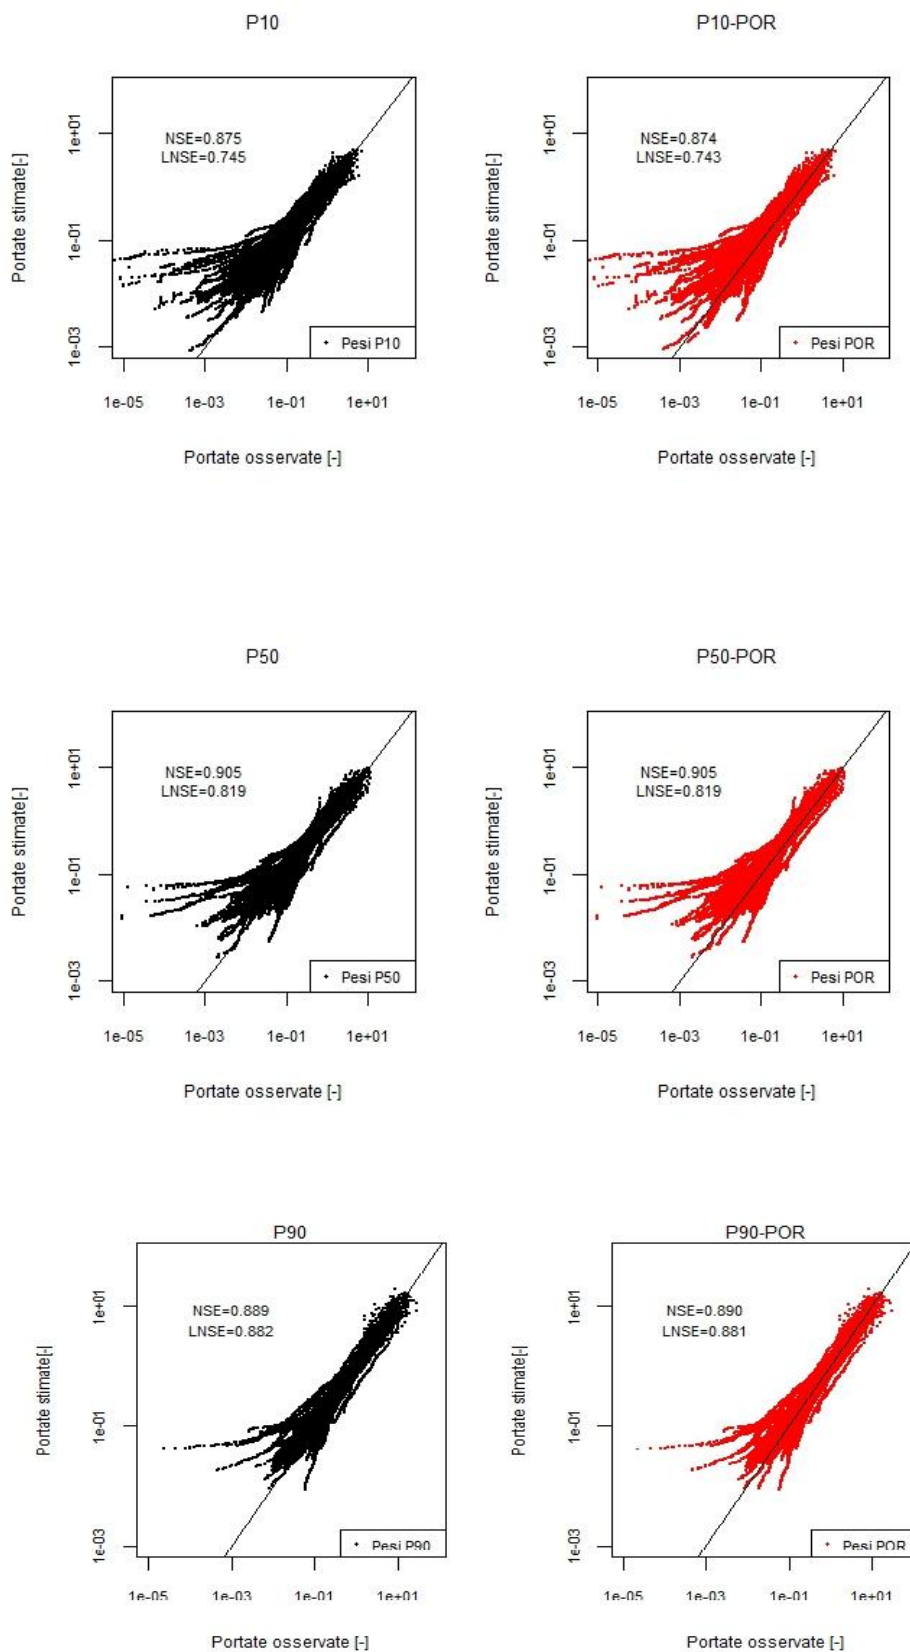 P10
NSE=0.875
LNSE=0.745
Portate stimate[-]
1e+01
1e-01
1e-03
Pesi P10
1e-05 1e-03 1e-01 1e+01
Portate osservate [-]
P10-POR
NSE=0.874
LNSE=0.743
Portate stimate[-]
1e+01
1e-01
1e-03
Pesi POR
1e-05 1e-03 1e-01 1e+01
Portate osservate [-]
P50
NSE=0.905
LNSE=0.819
Portate stimate[-]
1e+01
1e-01
1e-03
Pesi P50
1e-05 1e-03 1e-01 1e+01
Portate osservate [-]
P50-POR
NSE=0.905
LNSE=0.819
Portate stimate[-]
1e+01
1e-01
1e-03
Pesi POR
1e-05 1e-03 1e-01 1e+01
Portate osservate [-]
P90
NSE=0.889
LNSE=0.882
Portate stimate[-]
1e+01
1e-01
1e-03
Pesi P90
1e-05 1e-03 1e-01 1e+01
Portate osservate [-]
P90-POR
NSE=0.890
LNSE=0.881
Portate stimate[-]
1e+01
1e-01
1e-03
Pesi POR
1e-05 1e-03 1e-01 1e+01
Portate osservate [-]